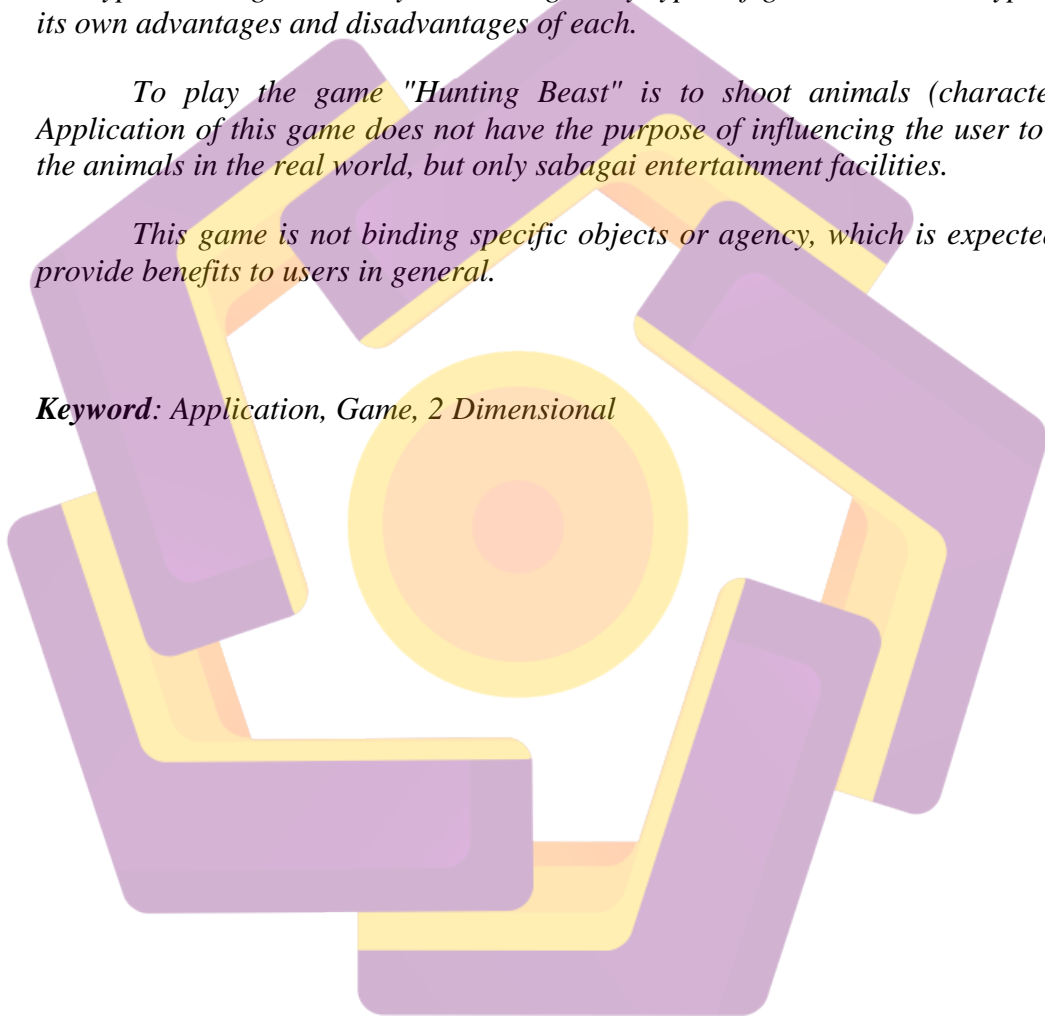 its own advantages and disadvantages of each.
To play the game "Hunting Beast" is to shoot animals (characte
Application of this game does not have the purpose of influencing the user to
the animals in the real world, but only sabagai entertainment facilities.
This game is not binding specific objects or agency, which is expected
provide benefits to users in general.
Keyword: Application, Game, 2 Dimensional